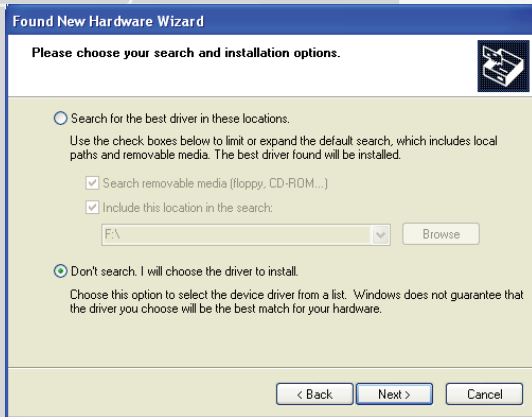 Found New Hardware Wizard
Please choose your search and installation options.
Search for the best driver in these locations.
Use the check boxes below to limit or expand the default search, which includes local
paths and removable media. The best driver found will be installed.
Search removable media (floppy, CD-ROM...)
Include this location in the search:
F:\
Browse
Don't search. I will choose the driver to install.
Choose this option to select the device driver from a list. Windows does not guarantee that
the driver you choose will be the best match for your hardware.
< Back
Next >
Cancel